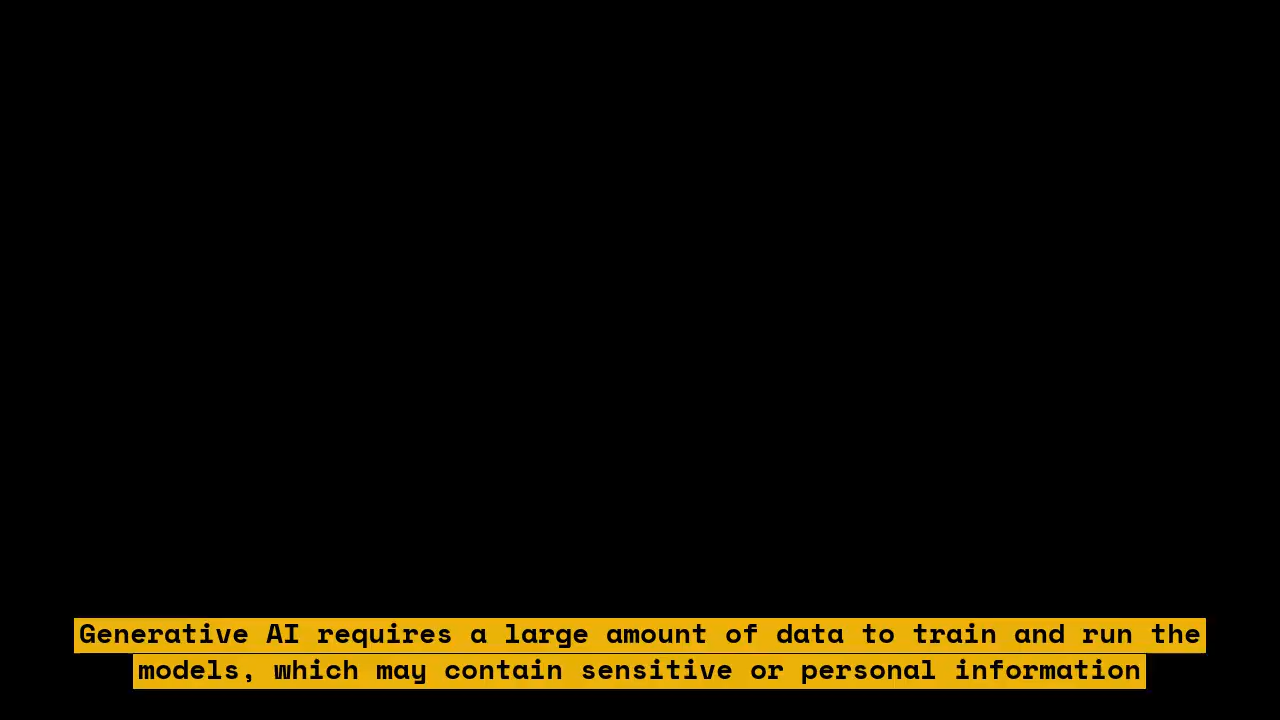 Generative AI requires a large amount of data to train and run the
models, which may contain sensitive or personal information